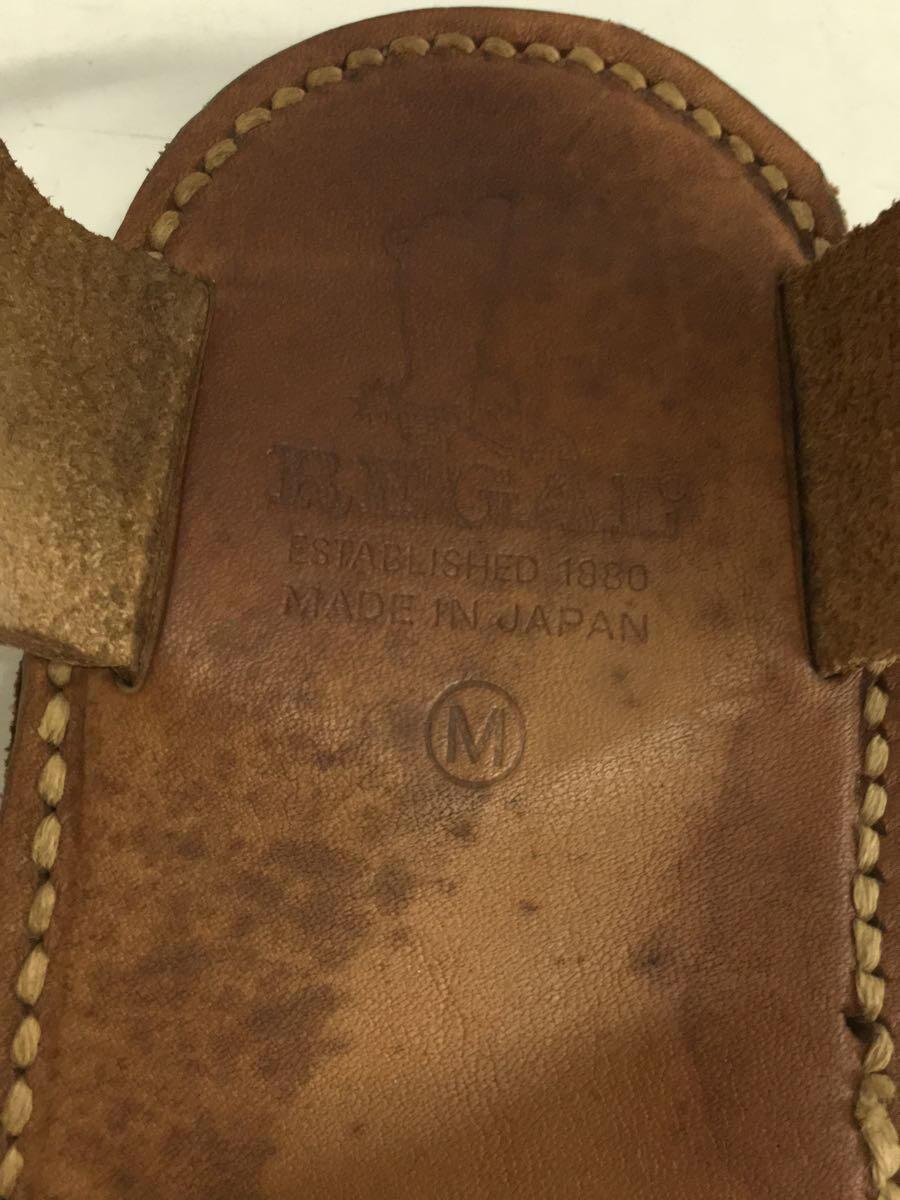 REGAL
ESTABLISHED 1880
MADE IN JAPAN
M